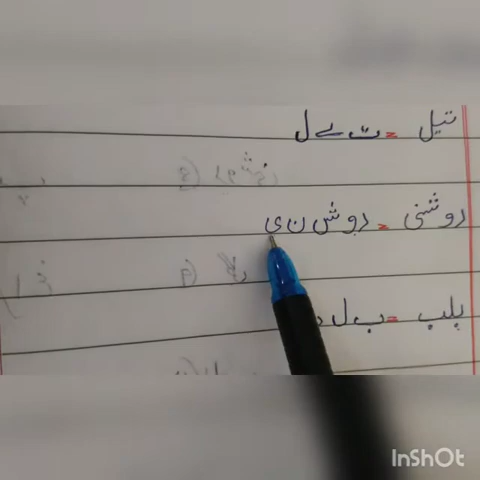 تیل = ت ے ل
روشنی = ر و ش ن ی
بلب = ب ل
InShOt